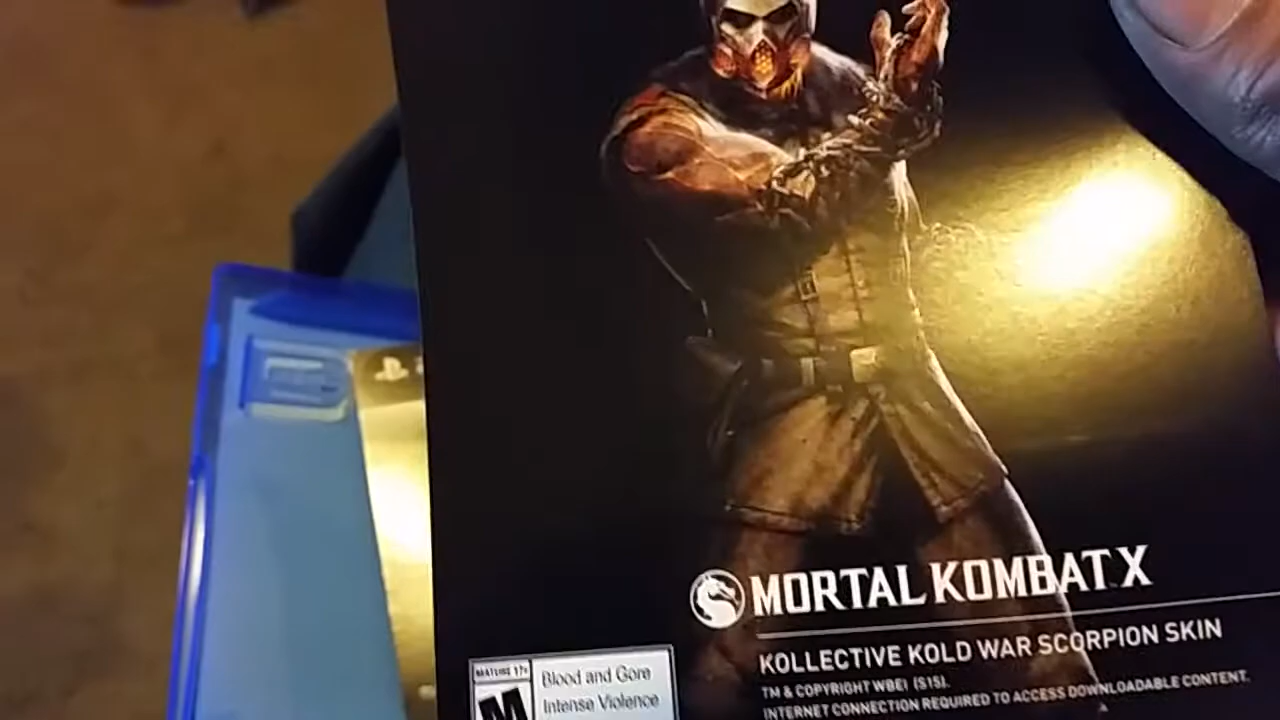 MORTAL KOMBAT X
KOLLECTIVE KOLD WAR SCORPION SKIN
TM & COPYRIGHT WBEI (S15).
INTERNET CONNECTION REQUIRED TO ACCESS DOWNLOADABLE CONTENT.
MATURE 17+
M
Blood and Gore
Intense Violence